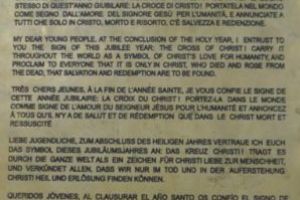 STESSO DI QUEST'ANNO GIUBILARE: LA CROCE DI CRISTO! PORTATELA NEL MONDO
COME SEGNO DELL'AMORE DEL SIGNORE GESÙ PER L'UMANITÀ, E ANNUNCIATE A
TUTTI CHE SOLO IN CRISTO, MORTO E RISORTO, C'È SALVEZZA E REDENZIONE.
MY DEAR YOUNG PEOPLE, AT THE CONCLUSION OF THE HOLY YEAR, I ENTRUST TO
YOU THE SIGN OF THIS JUBILEE YEAR: THE CROSS OF CHRIST! CARRY IT
THROUGHOUT THE WORLD AS A SYMBOL OF CHRIST'S LOVE FOR HUMANITY, AND
PROCLAIM TO EVERYONE THAT IT IS ONLY IN CHRIST, WHO DIED AND ROSE FROM
THE DEAD, THAT SALVATION AND REDEMPTION ARE TO BE FOUND.
TRÈS CHERS JEUNES, À LA FIN DE L'ANNÉE SAINTE, JE VOUS CONFIE LE SIGNE DE
CETTE ANNÉE JUBILAIRE: LA CROIX DU CHRIST! PORTEZ-LA DANS LE MONDE
COMME SIGNE DE L'AMOUR DU SEIGNEUR JÉSUS POUR L'HUMANITÉ ET ANNONCEZ
À TOUS QU'IL N'Y A DE SALUT ET DE RÉDEMPTION QUE DANS LE CHRIST MORT ET
RESSUSCITÉ
LIEBE JUGENDLICHE, ZUM ABSCHLUSS DES HEILIGEN JAHRES VERTRAUE ICH EUCH
DAS SYMBOL DIESES JUBILÄUMSJAHRES AN: DAS KREUZ CHRISTI! TRAGT ES
DURCH DIE GANZE WELT ALS EIN ZEICHEN FÜR CHRISTI LIEBE ZUR MENSCHHEIT,
UND VERKÜNDET ALLEN, DASS WIR NUR IM TOD UND IN DER AUFERSTEHUNG
CHRISTI HEIL UND ERLÖSUNG FINDEN KÖNNEN.
QUERIDOS JÓVENES, AL CLAUSURAR EL AÑO SANTO OS CONFÍO EL SIGNO DE